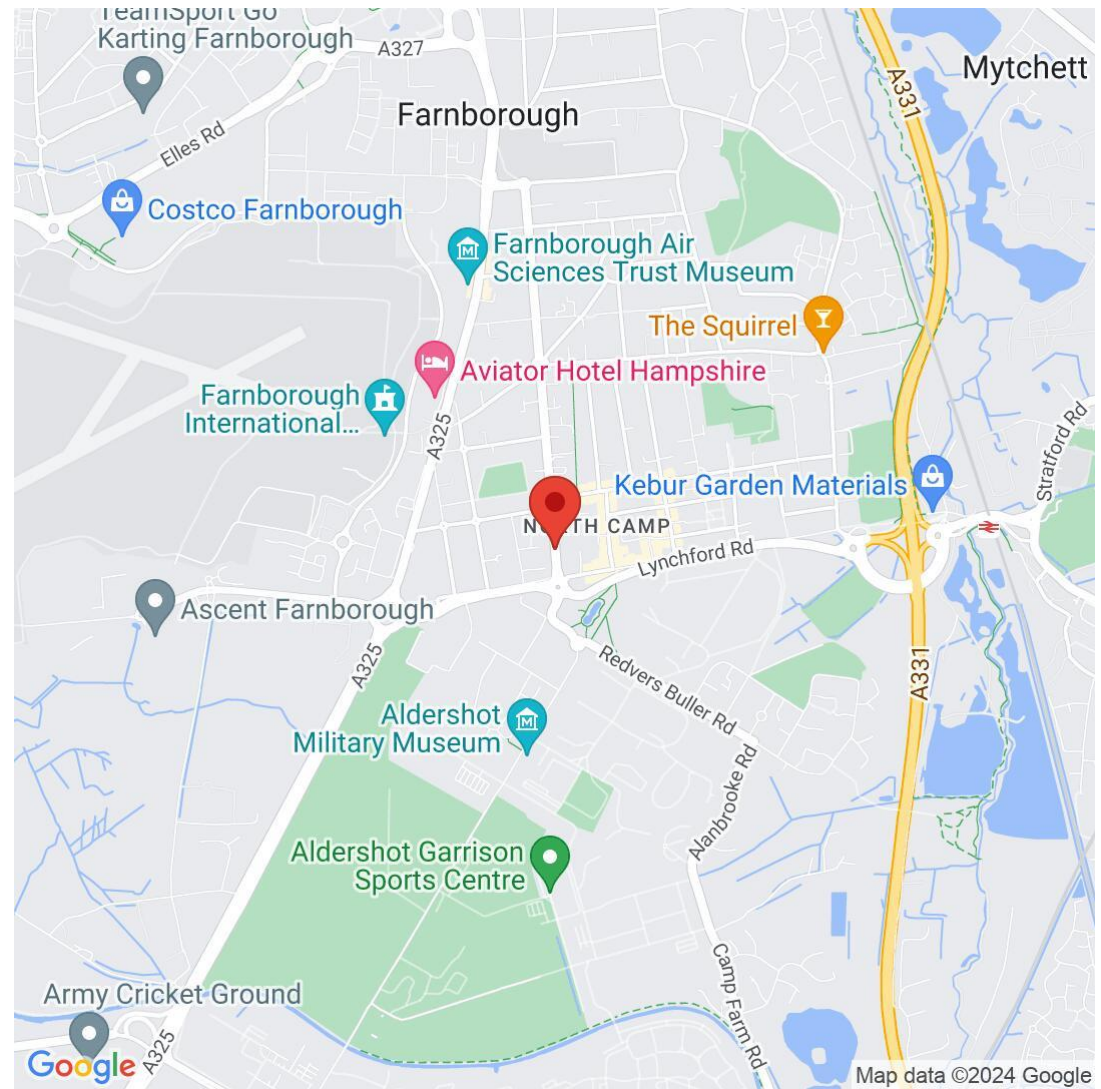 TeamSport Go
Karting Farnborough
A327
Mytchett
A331
Farnborough
Elles Rd
Costco Farnborough
Farnborough Air
Sciences Trust Museum
The Squirrel
Aviator Hotel Hampshire
Farnborough
International...
A325
Stratford Rd
Kebur Garden Materials
NORTH CAMP
Lynchford Rd
Ascent Farnborough
A325
Redvers Buller Rd
A331
Aldershot
Military Museum
Alanbrooke Rd
Aldershot Garrison
Sports Centre
Camp Farm Rd
Army Cricket Ground
A325
Google
Map data ©2024 Google